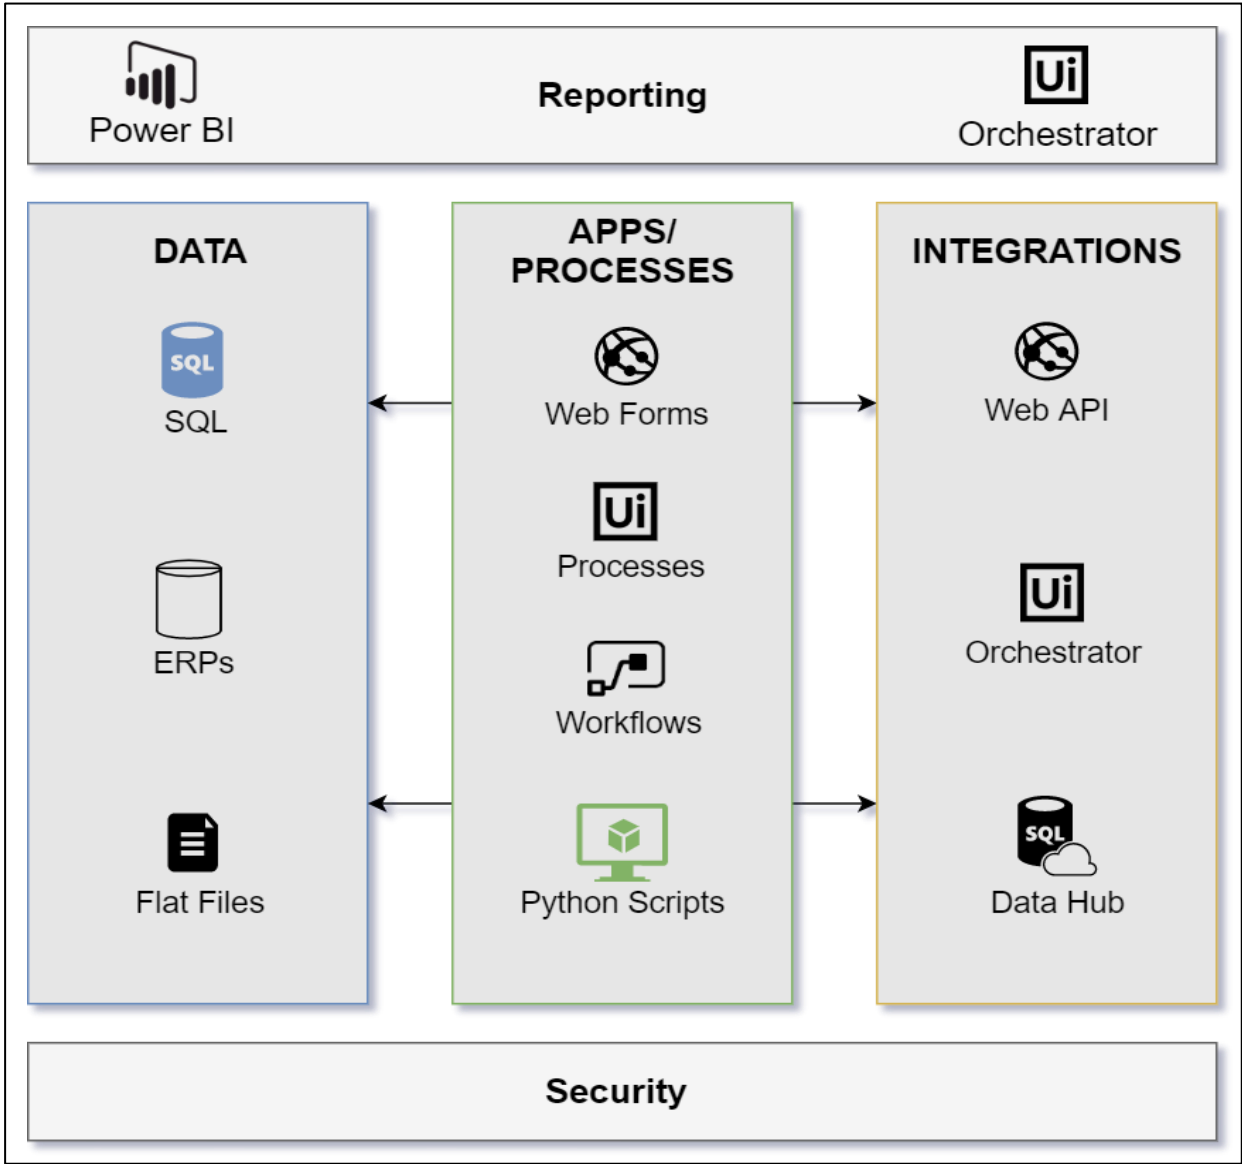 Reporting
Power BI
Ui
Orchestrator
DATA
SQL
SQL
ERPs
Flat Files
APPS/
PROCESSES
Web Forms
Ui
Processes
Workflows
Python Scripts
INTEGRATIONS
Web API
Ui
Orchestrator
SQL
Data Hub
Security